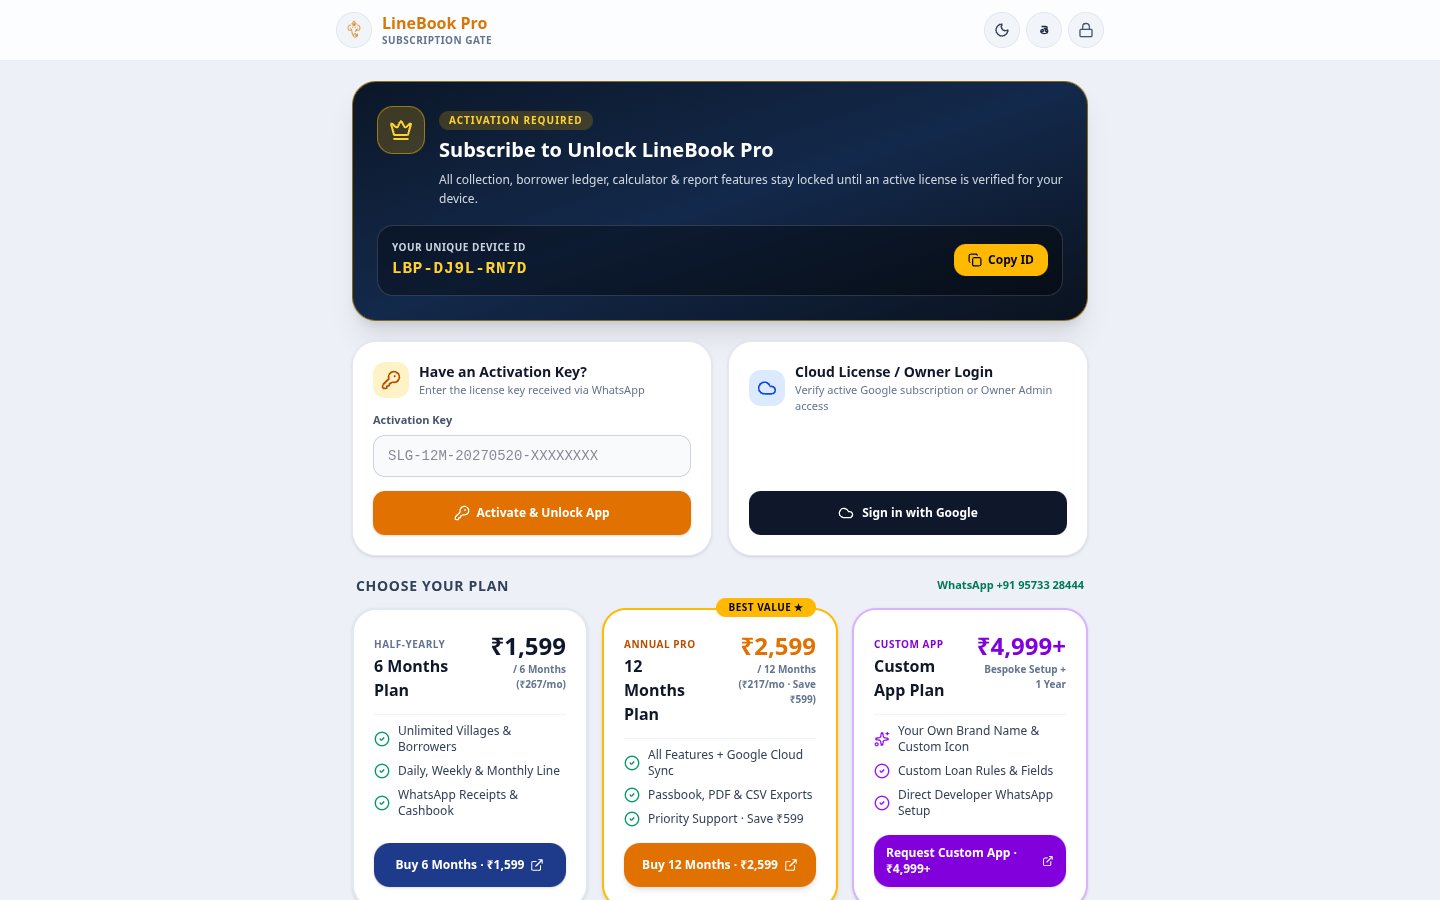 LineBook Pro
SUBSCRIPTION GATE
ACTIVATION REQUIRED
Subscribe to Unlock LineBook Pro
All collection, borrower ledger, calculator & report features stay locked until an active license is verified for your
device.
YOUR UNIQUE DEVICE ID
LBP-DJ9L-RN7D
Copy ID
Have an Activation Key?
Enter the license key received via WhatsApp
Activation Key
SLG-12M-20270520-XXXXXXXX
Activate & Unlock App
Cloud License / Owner Login
Verify active Google subscription or Owner Admin
access
Sign in with Google
CHOOSE YOUR PLAN
WhatsApp +91 95733 28444
HALF-YEARLY
6 Months
Plan
₹1,599
/ 6 Months
(₹267/mo)
Unlimited Villages &
Borrowers
Daily, Weekly & Monthly Line
WhatsApp Receipts &
Cashbook
Buy 6 Months · ₹1,599
BEST VALUE ★
ANNUAL PRO
12
Months
Plan
₹2,599
/ 12 Months
(₹217/mo · Save
₹599)
All Features + Google Cloud
Sync
Passbook, PDF & CSV Exports
Priority Support · Save ₹599
Buy 12 Months · ₹2,599
CUSTOM APP
Custom
App Plan
₹4,999+
Bespoke Setup +
1 Year
Your Own Brand Name &
Custom Icon
Custom Loan Rules & Fields
Direct Developer WhatsApp
Setup
Request Custom App ·
₹4,999+